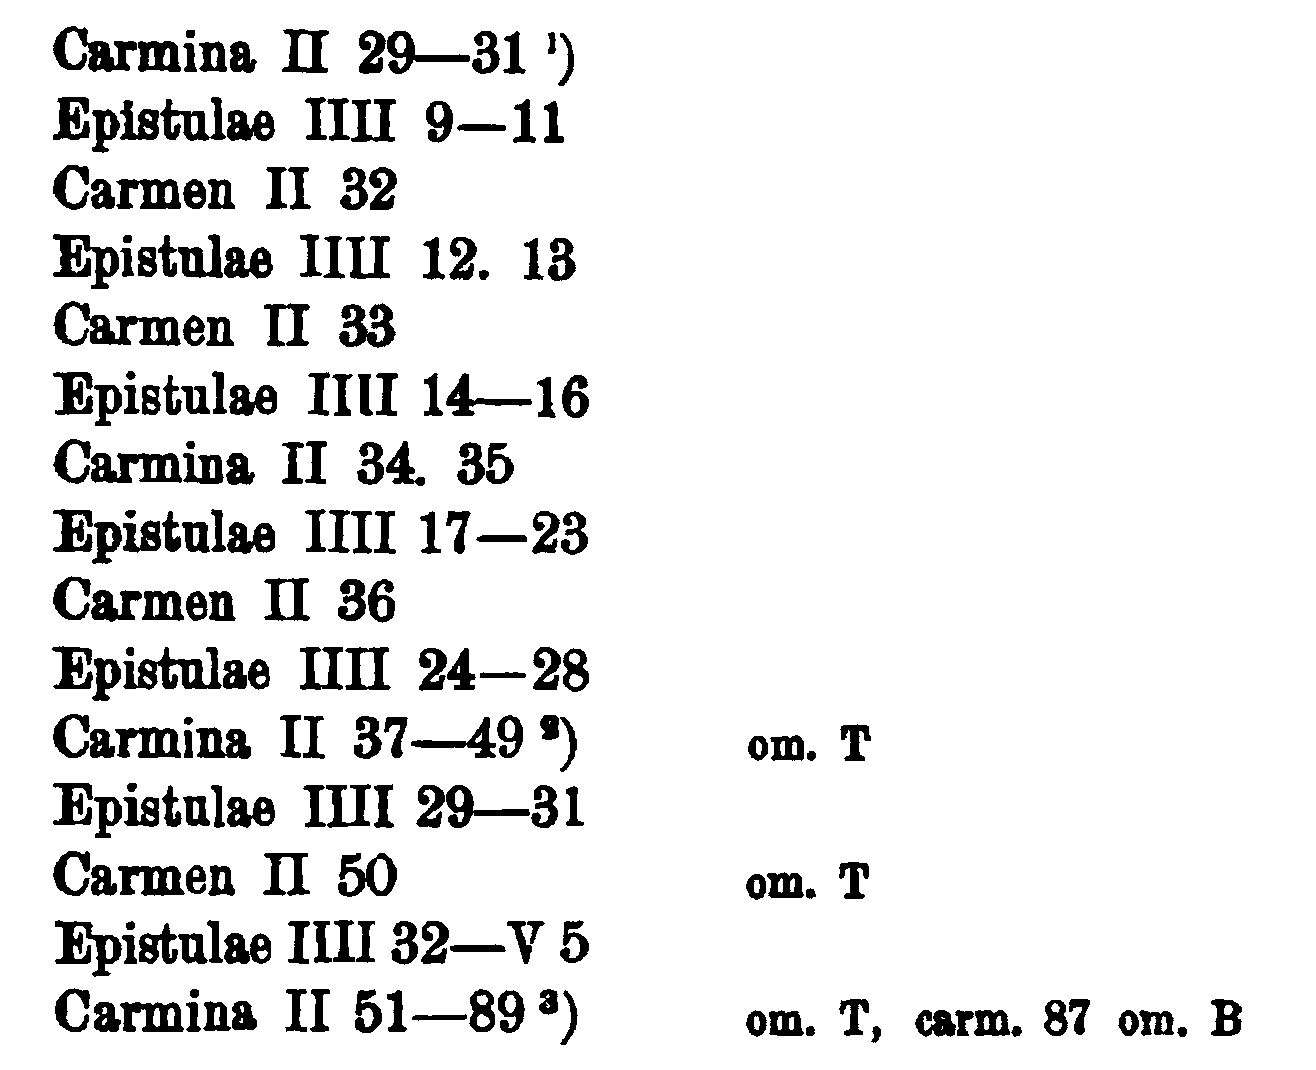 Carmina II 29—31 ¹)
Epistulae IIII 9—11
Carmen II 32
Epistulae IIII 12. 13
Carmen II 33
Epistulae IIII 14—16
Carmina II 34. 35
Epistulae IIII 17—23
Carmen II 36
Epistulae IIII 24—28
Carmina II 37—49 ²) om. T
Epistulae IIII 29—31
Carmen II 50 om. T
Epistulae IIII 32—V 5
Carmina II 51—89 ³) om. T, carm. 87 om. B